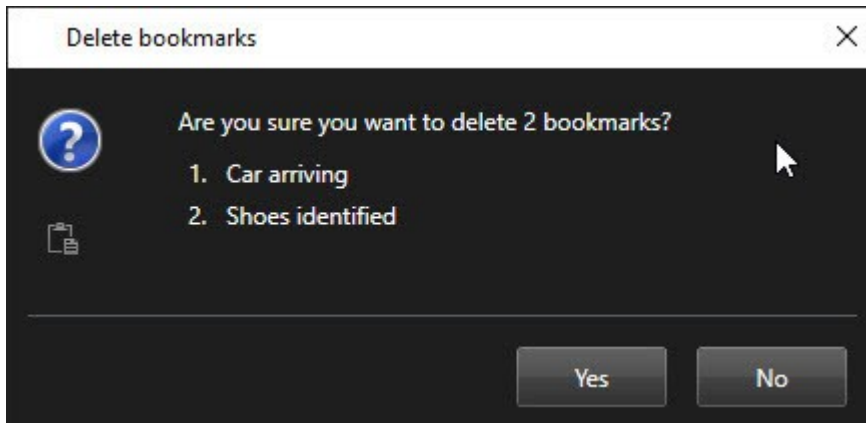 Delete bookmarks
Are you sure you want to delete 2 bookmarks?
1. Car arriving
2. Shoes identified
Yes
No